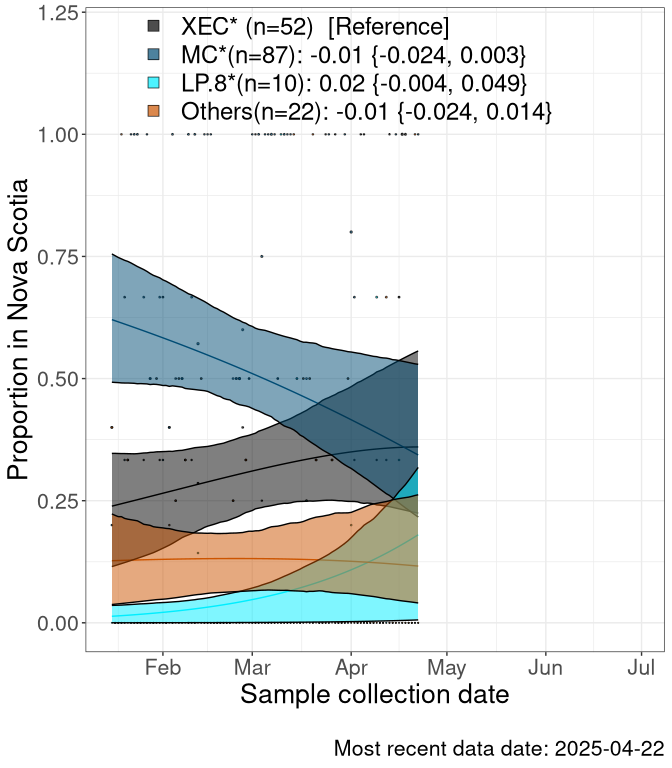 1.25
XEC* (n=52) [Reference]
MC*(n=87): -0.01 {-0.024, 0.003}
LP.8*(n=10): 0.02 {-0.004, 0.049}
Others(n=22): -0.01 {-0.024, 0.014}
1.00
0.75
0.50
0.25
0.00
Proportion in Nova Scotia
Feb Mar Apr May Jun Jul
Sample collection date
Most recent data date: 2025-04-22